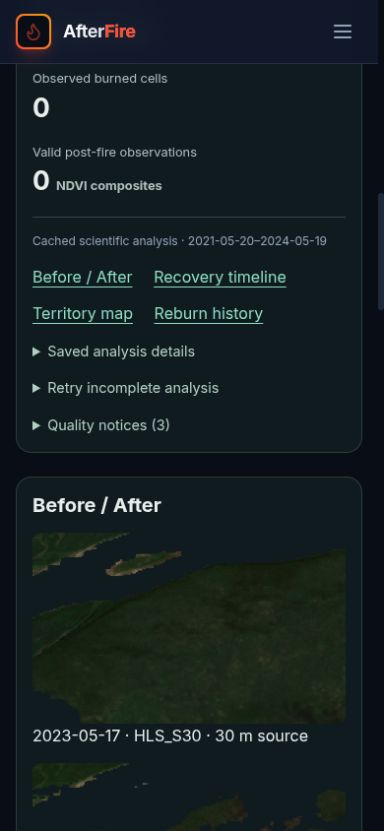 AfterFire
Observed burned cells
0
Valid post-fire observations
0 NDVI composites
Cached scientific analysis · 2021-05-20–2024-05-19
Before / After Recovery timeline
Territory map Reburn history
▶ Saved analysis details
▶ Retry incomplete analysis
▶ Quality notices (3)
Before / After
2023-05-17 · HLS_S30 · 30 m source